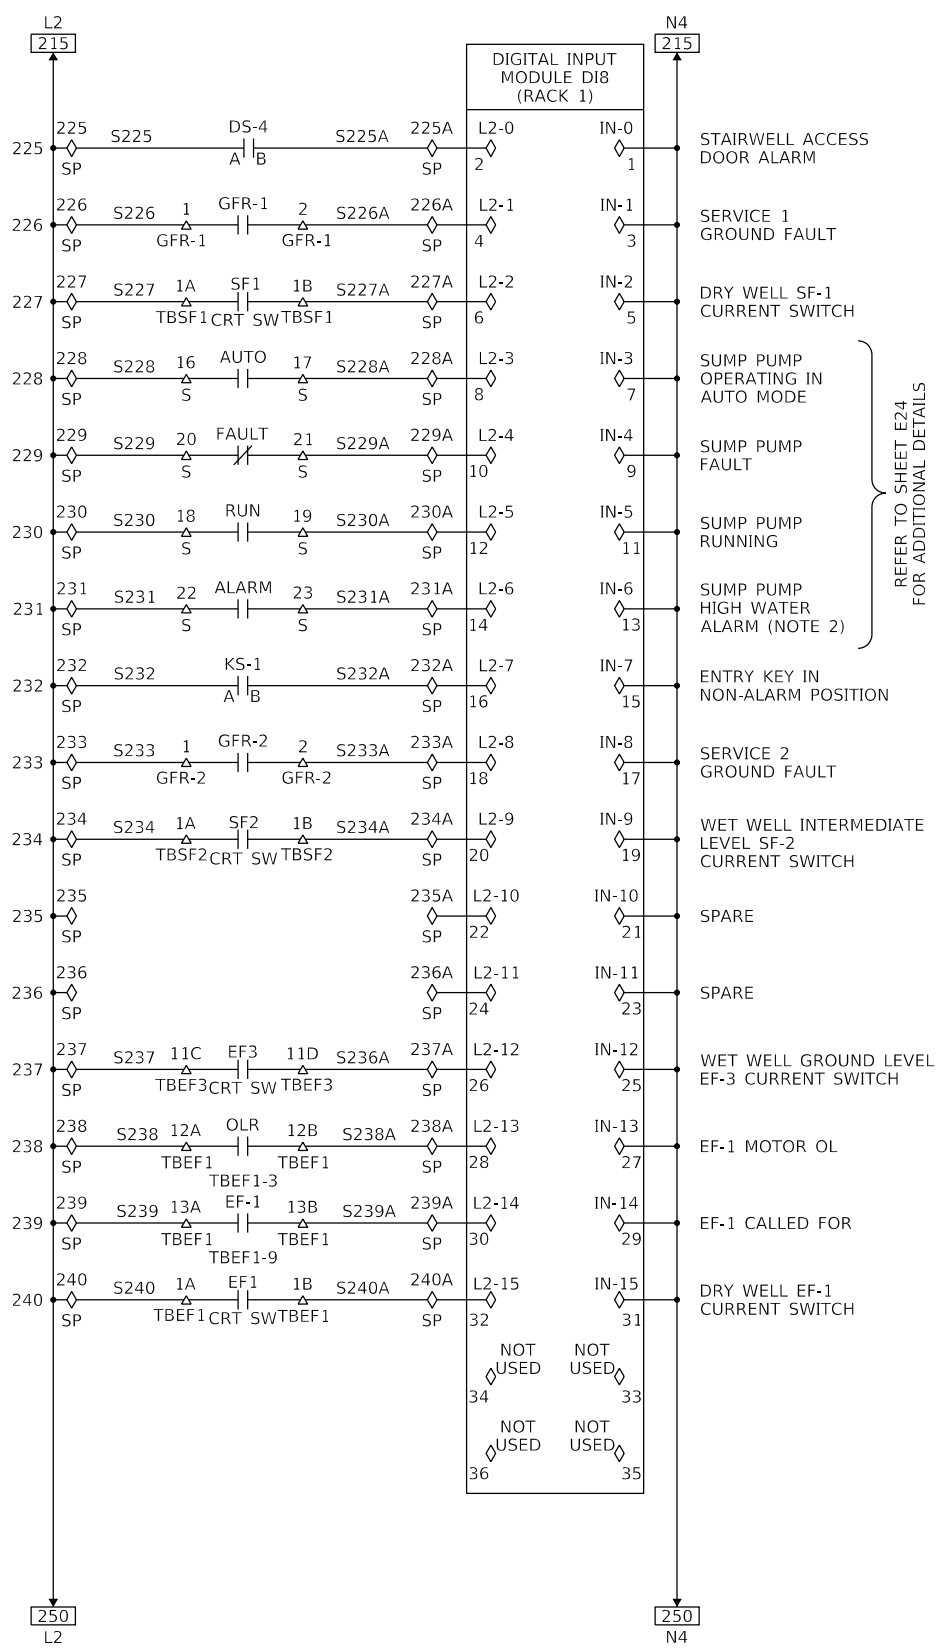 L2
215
N4
215
DIGITAL INPUT
MODULE DI8
(RACK 1)
225 225 S225 DS-4 A B S225A 225A SP SP L2-0 2 IN-0 1
STAIRWELL ACCESS
DOOR ALARM
226 226 SP S226 1 GFR-1 GFR-1 2 GFR-1 S226A 226A SP L2-1 4 IN-1 3
SERVICE 1
GROUND FAULT
227 227 SP S227 1A TBSF1 SF1 CRT SW 1B TBSF1 S227A 227A SP L2-2 6 IN-2 5
DRY WELL SF-1
CURRENT SWITCH
228 228 SP S228 16 S AUTO 17 S S228A 228A SP L2-3 8 IN-3 7
SUMP PUMP
OPERATING IN
AUTO MODE
229 229 SP S229 20 S FAULT 21 S S229A 229A SP L2-4 10 IN-4 9
SUMP PUMP
FAULT
230 230 SP S230 18 S RUN 19 S S230A 230A SP L2-5 12 IN-5 11
SUMP PUMP
RUNNING
231 231 SP S231 22 S ALARM 23 S S231A 231A SP L2-6 14 IN-6 13
SUMP PUMP
HIGH WATER
ALARM (NOTE 2)
REFER TO SHEET E24
FOR ADDITIONAL DETAILS
232 232 SP S232 KS-1 A B S232A 232A SP L2-7 16 IN-7 15
ENTRY KEY IN
NON-ALARM POSITION
233 233 SP S233 1 GFR-2 GFR-2 2 GFR-2 S233A 233A SP L2-8 18 IN-8 17
SERVICE 2
GROUND FAULT
234 234 SP S234 1A TBSF2 SF2 CRT SW 1B TBSF2 S234A 234A SP L2-9 20 IN-9 19
WET WELL INTERMEDIATE
LEVEL SF-2
CURRENT SWITCH
235 235 SP 235A SP L2-10 22 IN-10 21
SPARE
236 236 SP 236A SP L2-11 24 IN-11 23
SPARE
237 237 SP S237 11C TBEF3 EF3 CRT SW 11D TBEF3 S236A 237A SP L2-12 26 IN-12 25
WET WELL GROUND LEVEL
EF-3 CURRENT SWITCH
238 238 SP S238 12A TBEF1 OLR TBEF1-3 12B TBEF1 S238A 238A SP L2-13 28 IN-13 27
EF-1 MOTOR OL
239 239 SP S239 13A TBEF1 EF-1 TBEF1-9 13B TBEF1 S239A 239A SP L2-14 30 IN-14 29
EF-1 CALLED FOR
240 240 SP S240 1A TBEF1 EF1 CRT SW 1B TBEF1 S240A 240A SP L2-15 32 IN-15 31
DRY WELL EF-1
CURRENT SWITCH
NOT USED 34 NOT USED 33
NOT USED 36 NOT USED 35
250
L2
250
N4